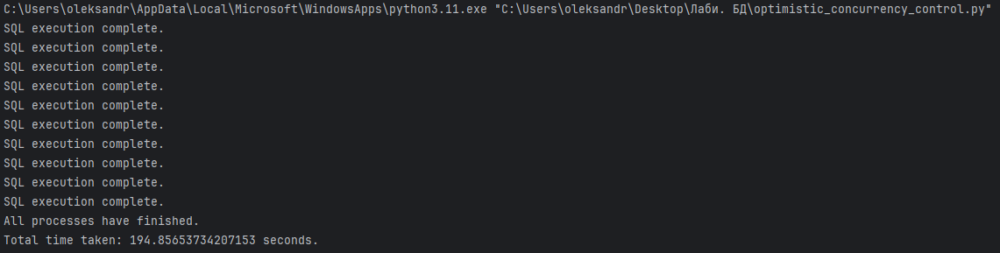 C:\Users\oleksandr\AppData\Local\Microsoft\WindowsApps\python3.11.exe "C:\Users\oleksandr\Desktop\Лаби. БД\optimistic_concurrency_control.py"
SQL execution complete.
SQL execution complete.
SQL execution complete.
SQL execution complete.
SQL execution complete.
SQL execution complete.
SQL execution complete.
SQL execution complete.
SQL execution complete.
SQL execution complete.
All processes have finished.
Total time taken: 194.85653734207153 seconds.